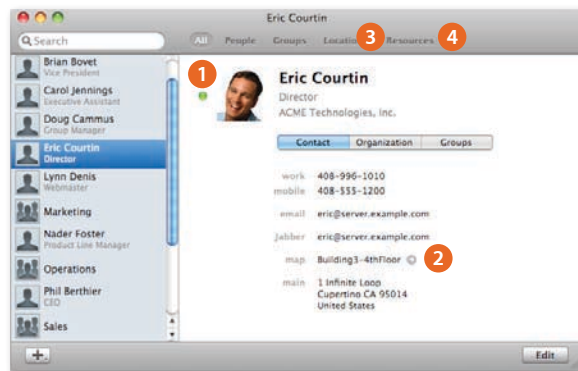 Eric Courtin
Search
All People Groups Locations 3 Resources 4
Brian Bovet
Vice President
Carol Jennings
Executive Assistant
Doug Cammus
Group Manager
Eric Courtin
Director
Lynn Denis
Webmaster
Marketing
Nader Foster
Product Line Manager
Operations
Phil Berthier
CEO
Sales
1
Eric Courtin
Director
ACME Technologies, Inc.
Contact Organization Groups
work 408-996-1010
mobile 408-555-1200
email eric@server.example.com
Jabber eric@server.example.com
map Building3-4thFloor 2
main 1 Infinite Loop
Cupertino CA 95014
United States
Edit